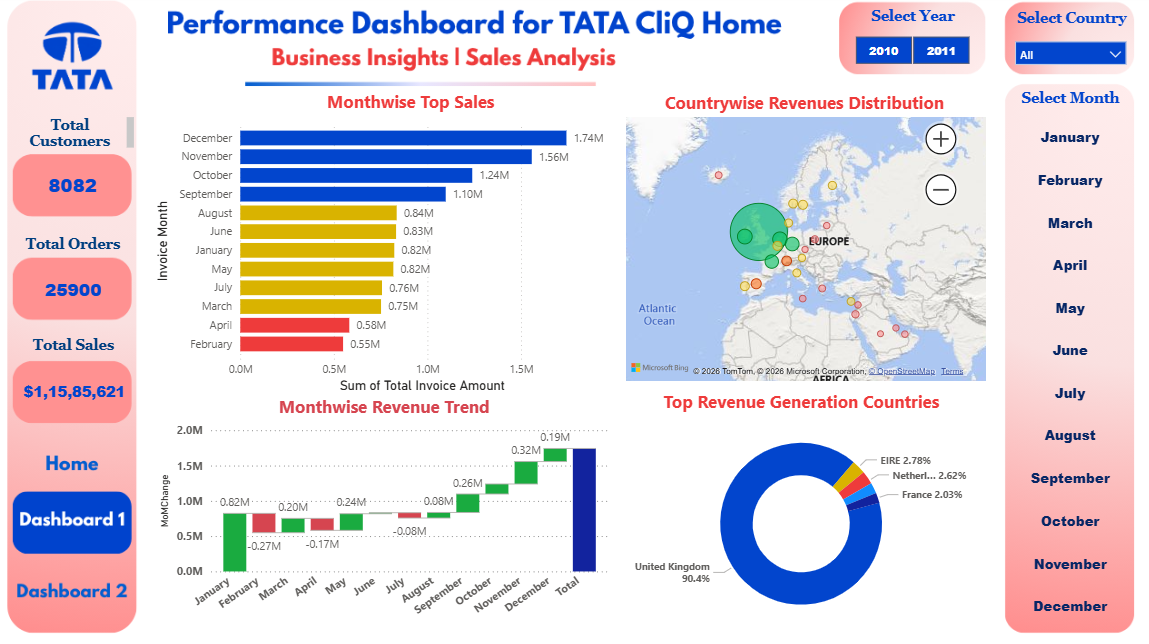 TATA
Total
Customers
8082
Total Orders
25900
Total Sales
$1,15,85,621
Home
Dashboard 1
Dashboard 2
Performance Dashboard for TATA CliQ Home
Business Insights | Sales Analysis
Select Year
2010 2011
Select Country
All
Monthwise Top Sales
Invoice Month
December 1.74M
November 1.56M
October 1.24M
September 1.10M
August 0.84M
June 0.83M
January 0.82M
May 0.82M
July 0.76M
March 0.75M
April 0.58M
February 0.55M
0.0M 0.5M 1.0M 1.5M
Sum of Total Invoice Amount
Countrywise Revenues Distribution
EUROPE
Atlantic
Ocean
AFRICA
Microsoft Bing
© 2026 TomTom, © 2026 Microsoft Corporation, © OpenStreetMap Terms
Monthwise Revenue Trend
MoMChange
2.0M
1.5M
1.0M
0.5M
0.0M
0.82M
-0.27M
0.20M
-0.17M
0.24M
-0.08M
0.08M
0.26M
0.32M
0.19M
January
February
March
April
May
June
July
August
September
October
November
December
Total
Top Revenue Generation Countries
EIRE 2.78%
Netherl... 2.62%
France 2.03%
United Kingdom
90.4%
Select Month
January
February
March
April
May
June
July
August
September
October
November
December